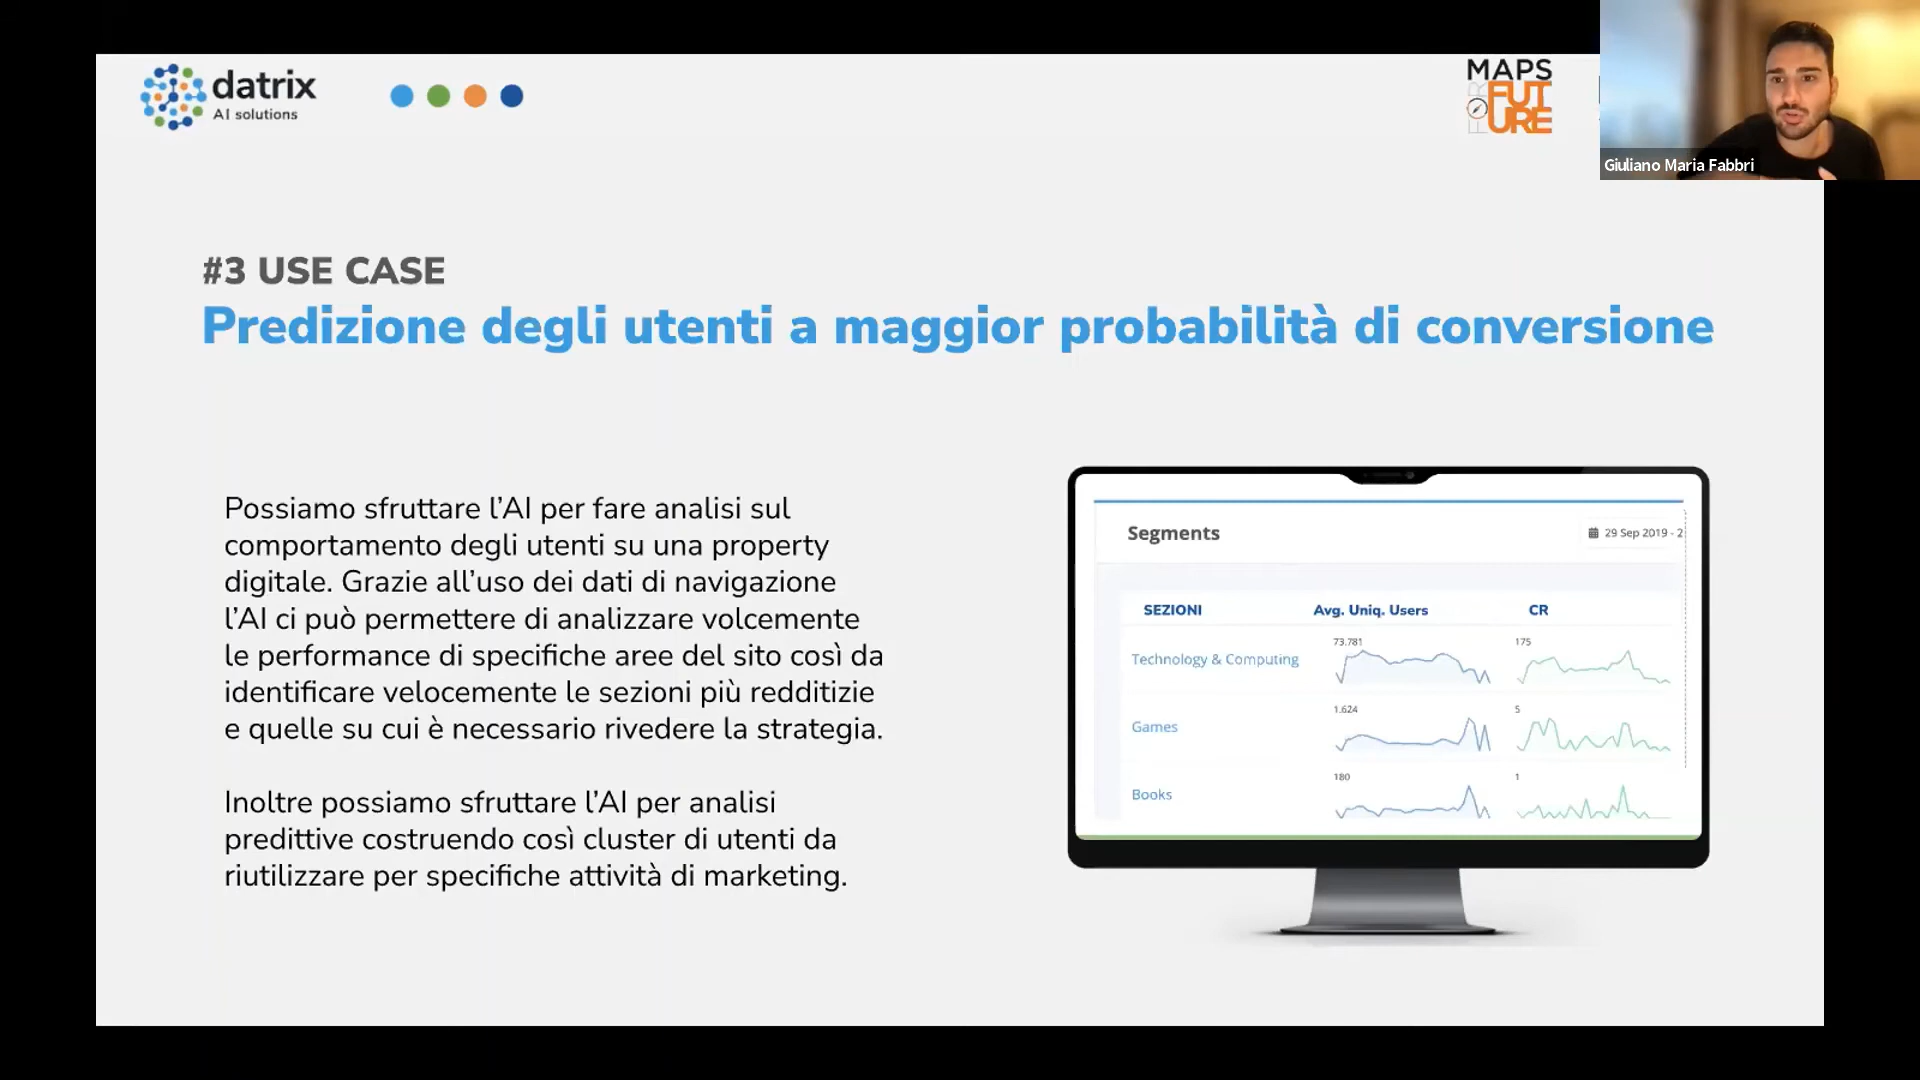 datrix
AI solutions
MAPS
FOR
FUTURE
Giuliano Maria Fabbri
#3 USE CASE
Predizione degli utenti a maggior probabilità di conversione
Possiamo sfruttare l’AI per fare analisi sul
comportamento degli utenti su una property
digitale. Grazie all’uso dei dati di navigazione
l’AI ci può permettere di analizzare volcemente
le performance di specifiche aree del sito così da
identificare velocemente le sezioni più redditizie
e quelle su cui è necessario rivedere la strategia.
Inoltre possiamo sfruttare l’AI per analisi
predittive costruendo così cluster di utenti da
riutilizzare per specifiche attività di marketing.
Segments
29 Sep 2019 - 2
SEZIONI Avg. Uniq. Users CR
73.781 175
Technology & Computing
1.624 5
Games
180 1
Books